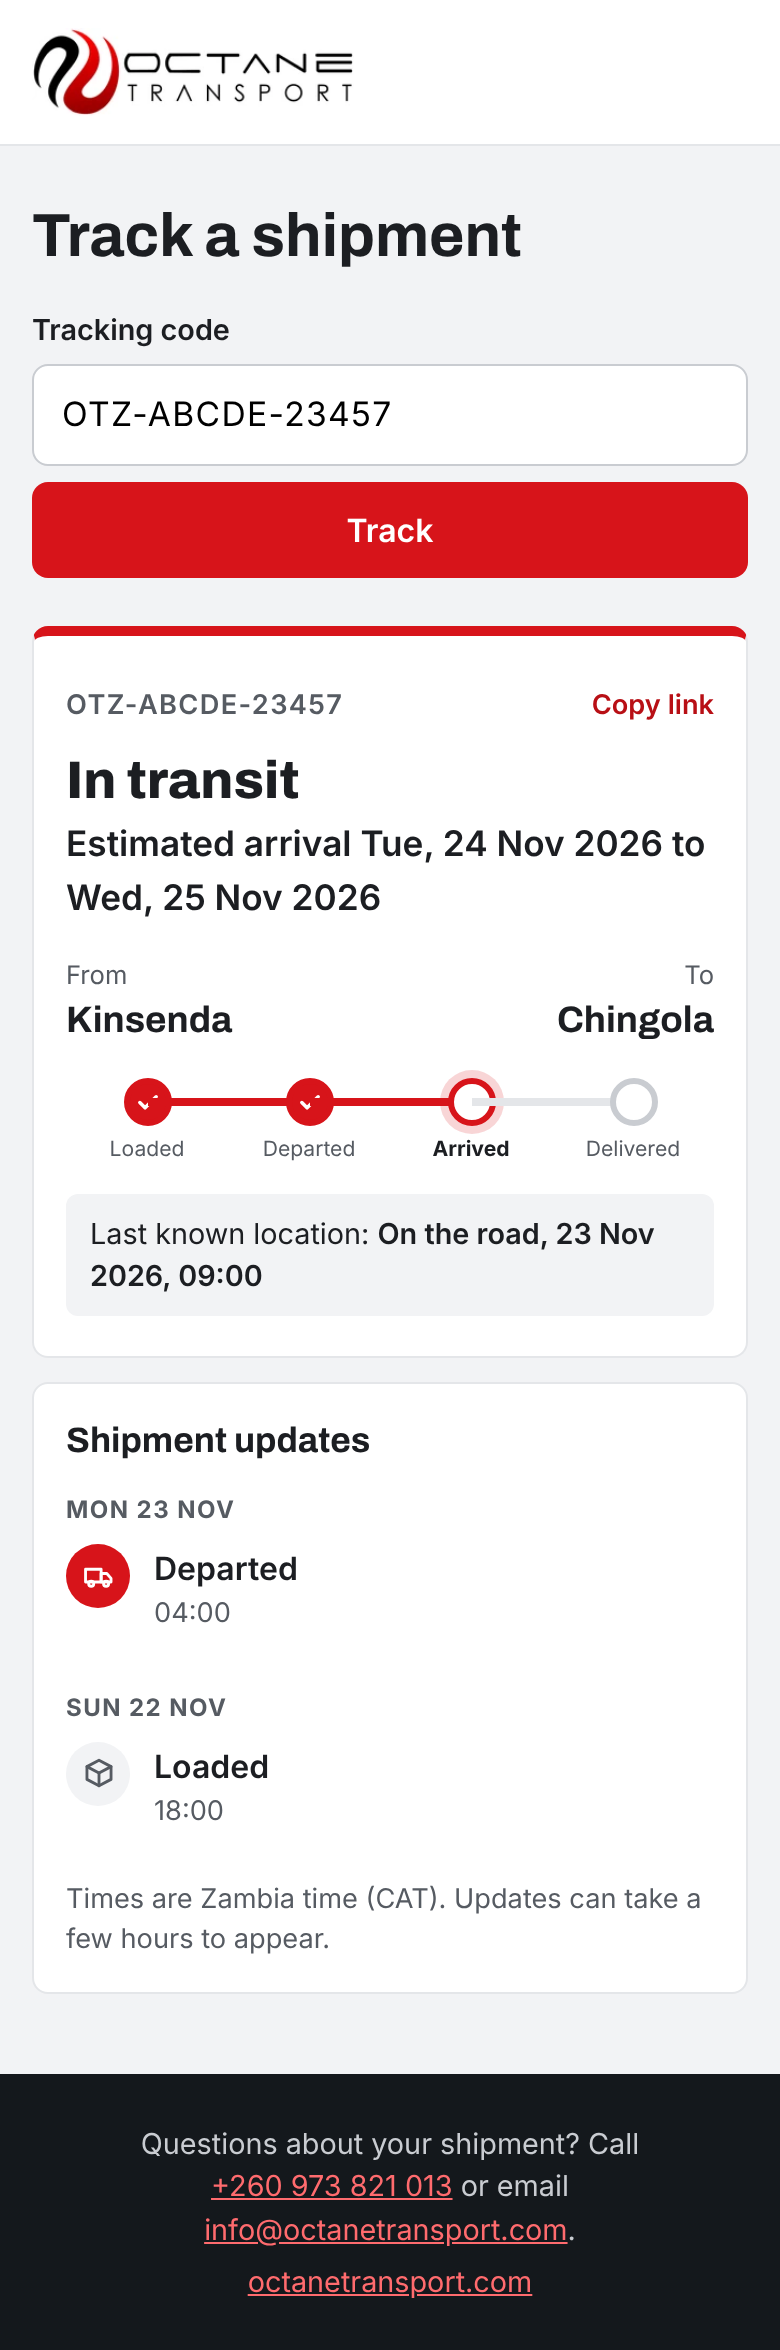 OCTANE
TRANSPORT
Track a shipment
Tracking code
OTZ-ABCDE-23457
Track
OTZ-ABCDE-23457
Copy link
In transit
Estimated arrival Tue, 24 Nov 2026 to
Wed, 25 Nov 2026
From
To
Kinsenda
Chingola
Loaded
Departed
Arrived
Delivered
Last known location: On the road, 23 Nov
2026, 09:00
Shipment updates
MON 23 NOV
Departed
04:00
SUN 22 NOV
Loaded
18:00
Times are Zambia time (CAT). Updates can take a
few hours to appear.
Questions about your shipment? Call
+260 973 821 013 or email
info@octanetransport.com.
octanetransport.com